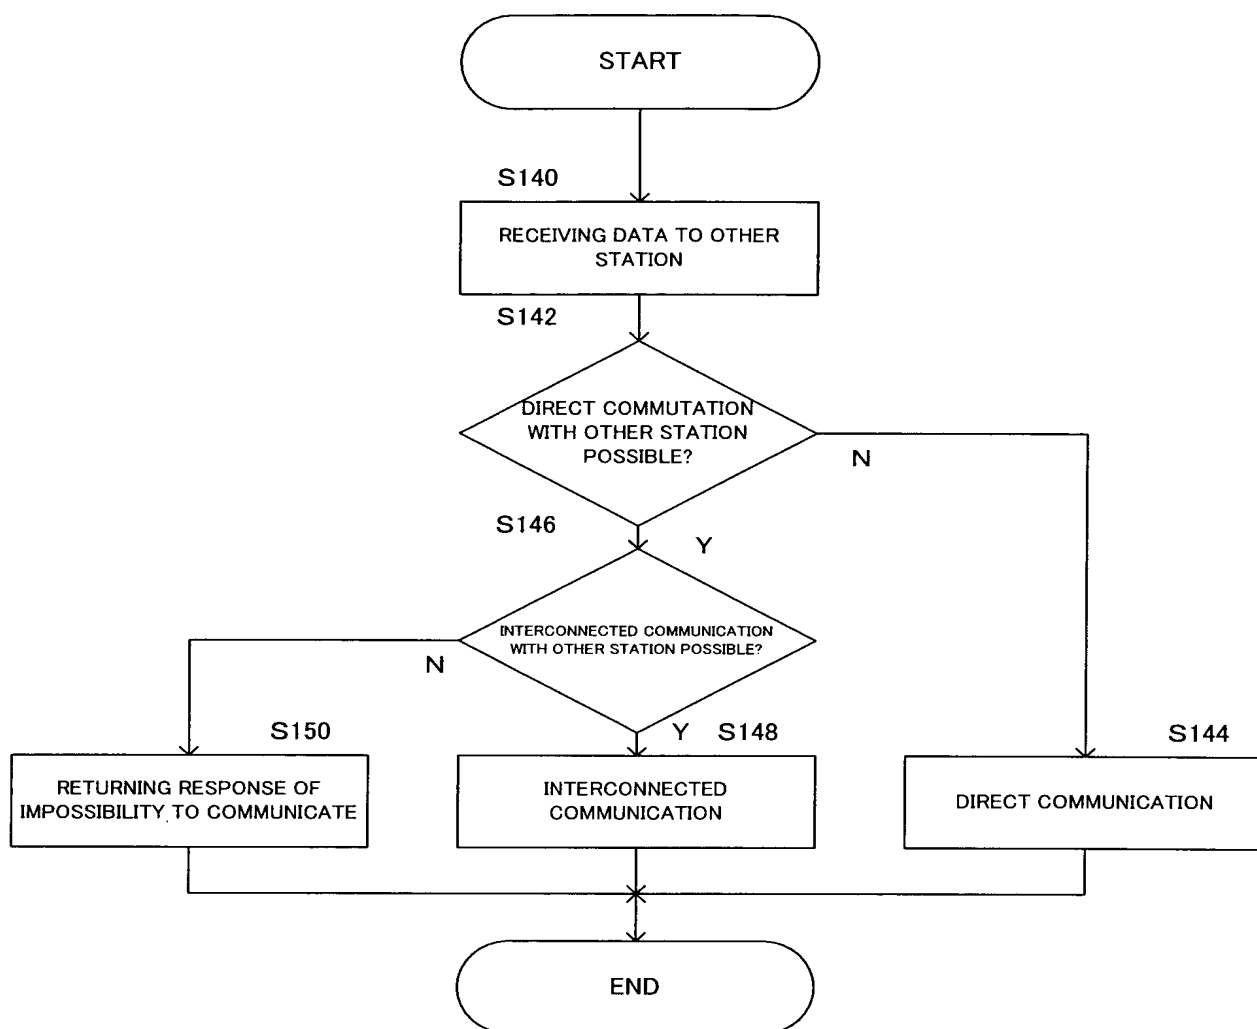 START
S140
RECEIVING DATA TO OTHER
STATION
S142
DIRECT COMMUTATION
WITH OTHER STATION
POSSIBLE?
N
S146
Y
INTERCONNECTED COMMUNICATION
WITH OTHER STATION POSSIBLE?
N
S150
Y
S148
S144
RETURNING RESPONSE OF
IMPOSSIBILITY TO COMMUNICATE
INTERCONNECTED
COMMUNICATION
DIRECT COMMUNICATION
END